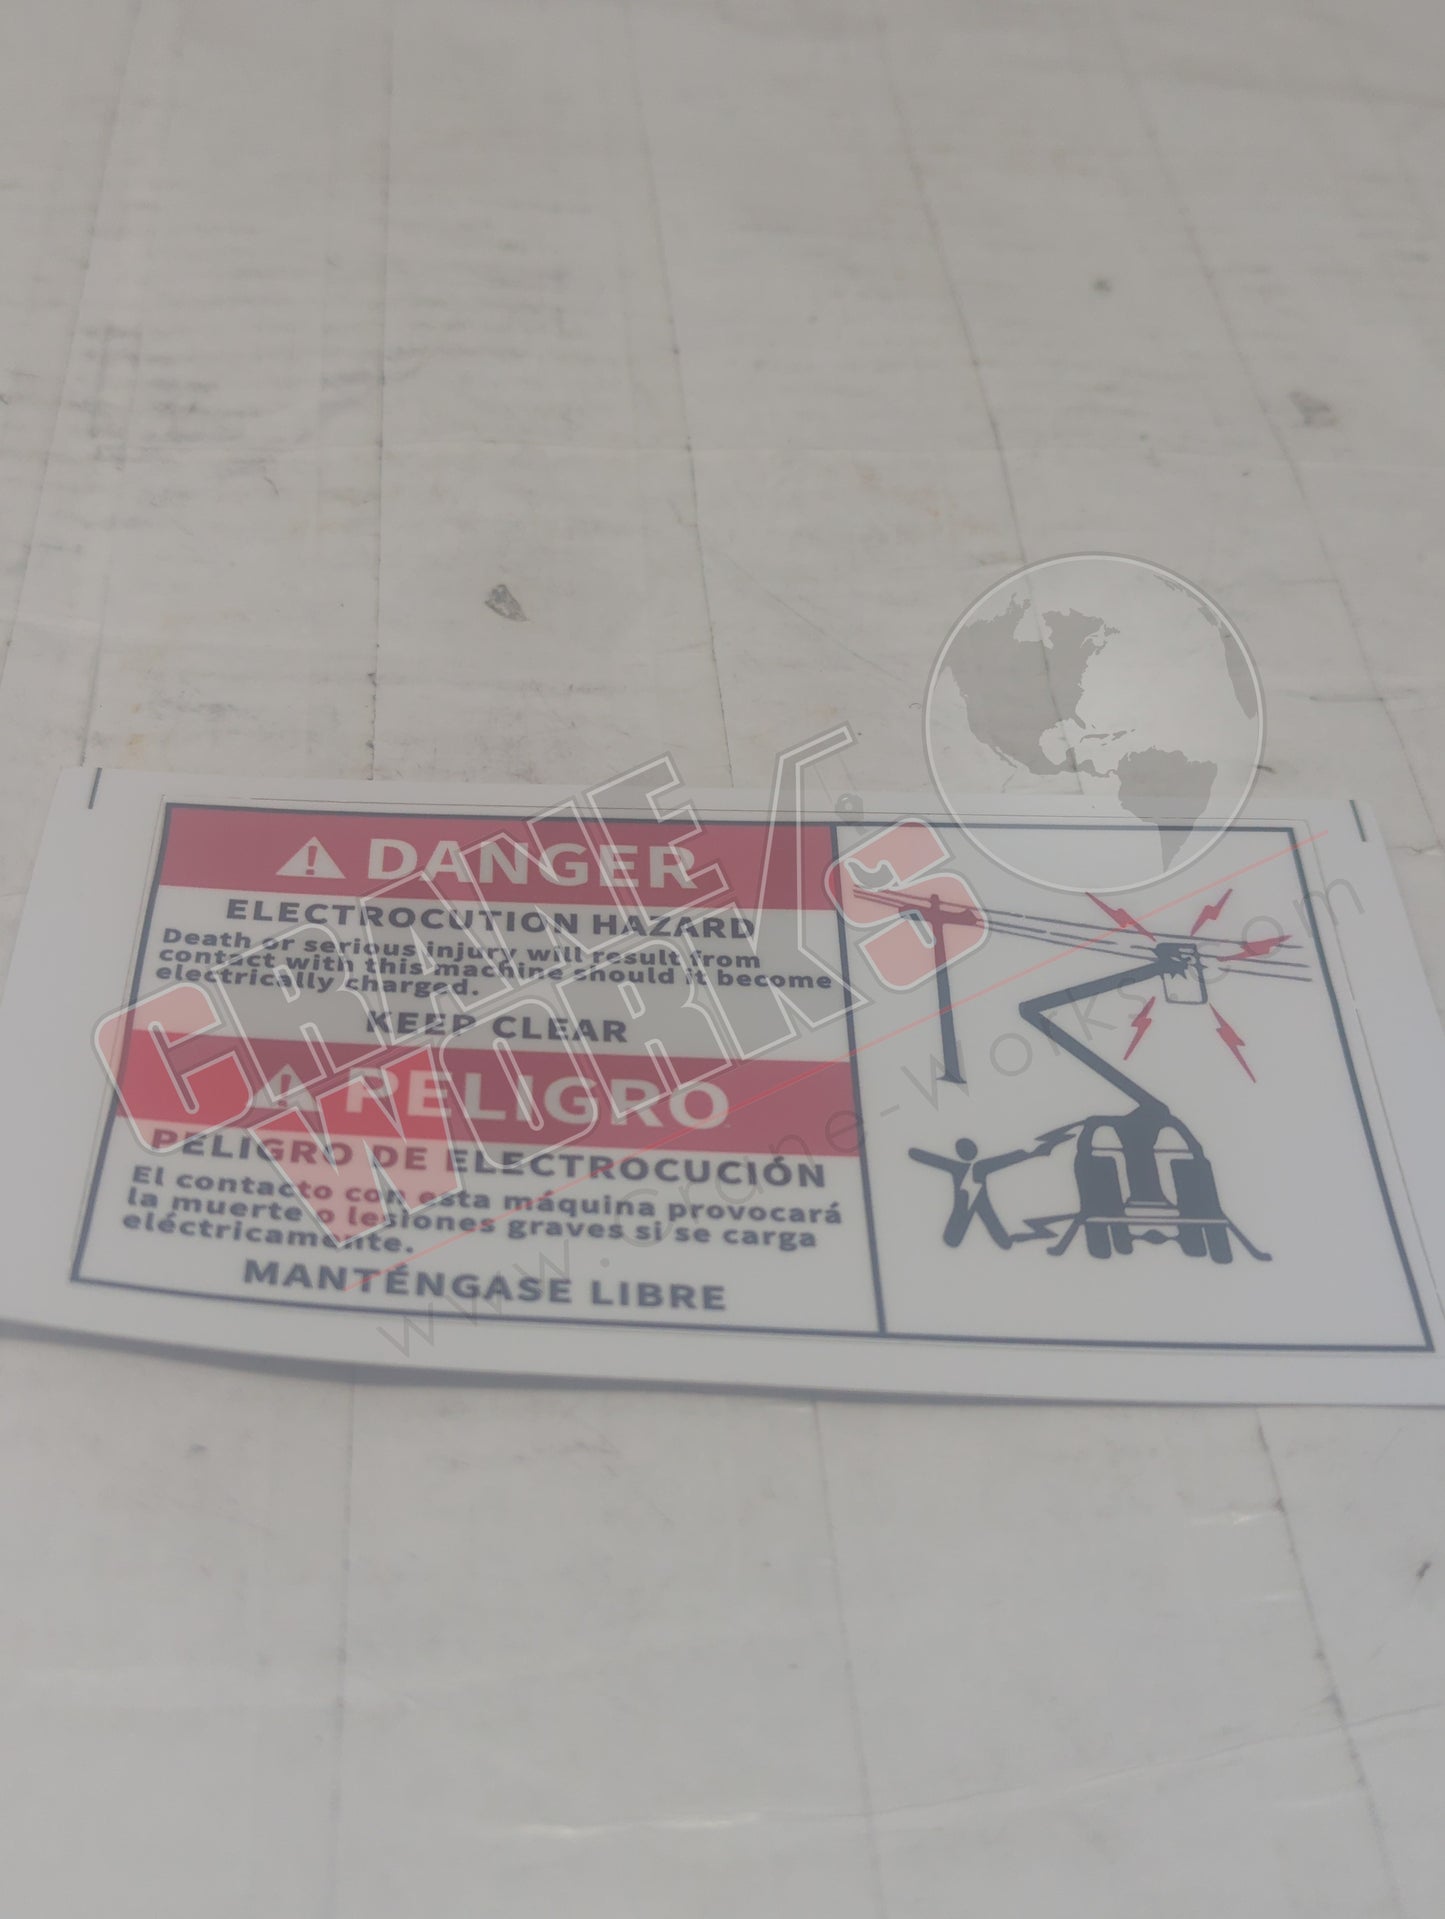 DANGER
ELECTROCUTION HAZARD
Death or serious injury will result from
contact with this machine should it become
electrically charged.
KEEP CLEAR
PELIGRO
PELIGRO DE ELECTROCUCIÓN
El contacto con esta máquina provocará
la muerte o lesiones graves si se carga
eléctricamente.
MANTÉNGASE LIBRE
CRANE
WORKS
www.crane-works.com